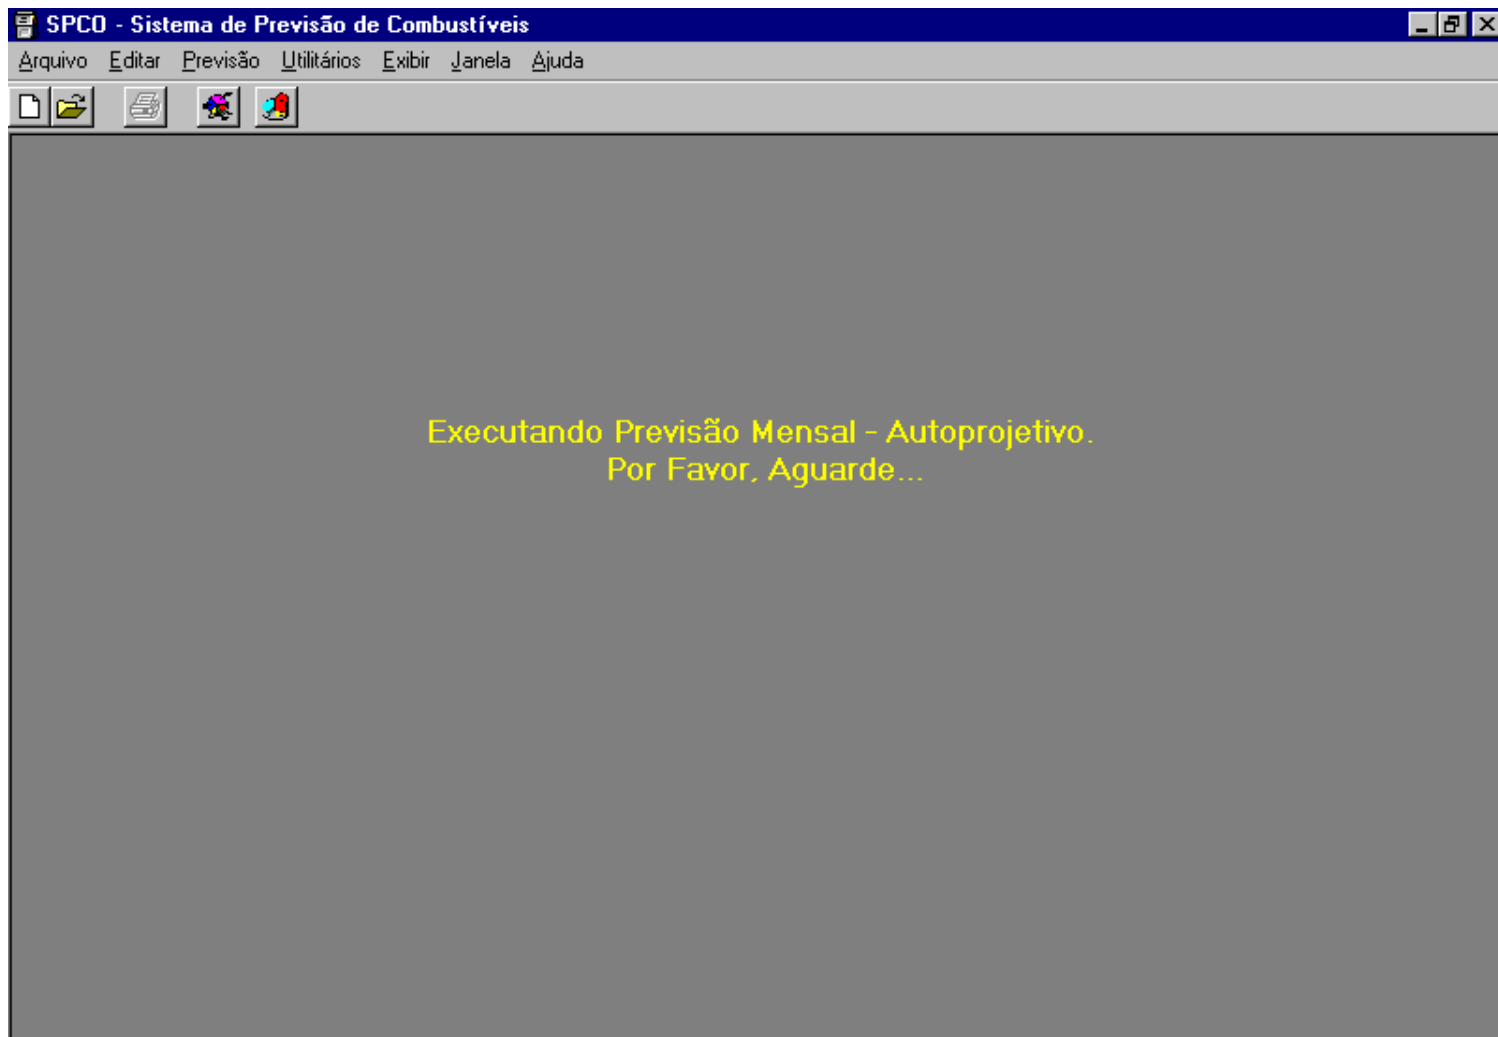 SPCO - Sistema de Previsão de Combustíveis
Arquivo Editar Previsão Utilitários Exibir Janela Ajuda
Executando Previsão Mensal - Autoprojetivo.
Por Favor, Aguarde...